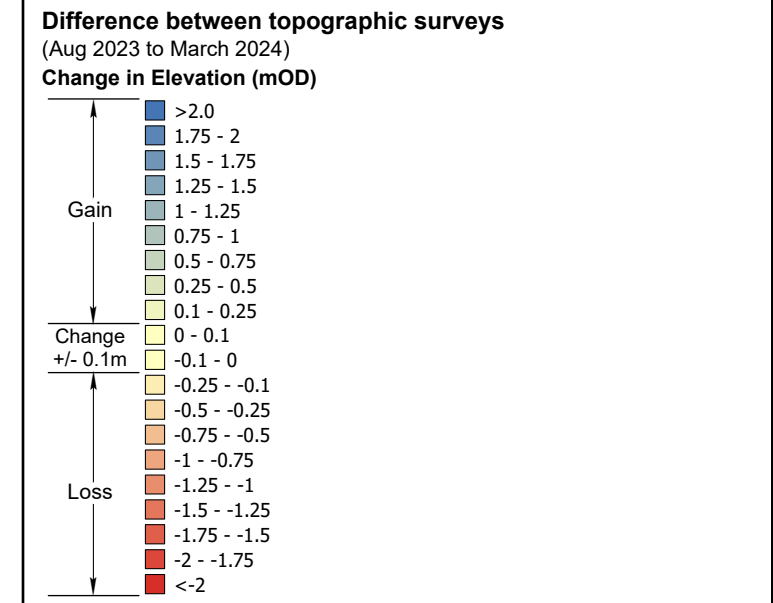 Difference between topographic surveys
(Aug 2023 to March 2024)
Change in Elevation (mOD)
>2.0
1.75 - 2
1.5 - 1.75
1.25 - 1.5
Gain
1 - 1.25
0.75 - 1
0.5 - 0.75
0.25 - 0.5
0.1 - 0.25
Change
+/- 0.1m
0 - 0.1
-0.1 - 0
-0.25 - -0.1
-0.5 - -0.25
-0.75 - -0.5
-1 - -0.75
-1.25 - -1
Loss
-1.5 - -1.25
-1.75 - -1.5
-2 - -1.75
<-2